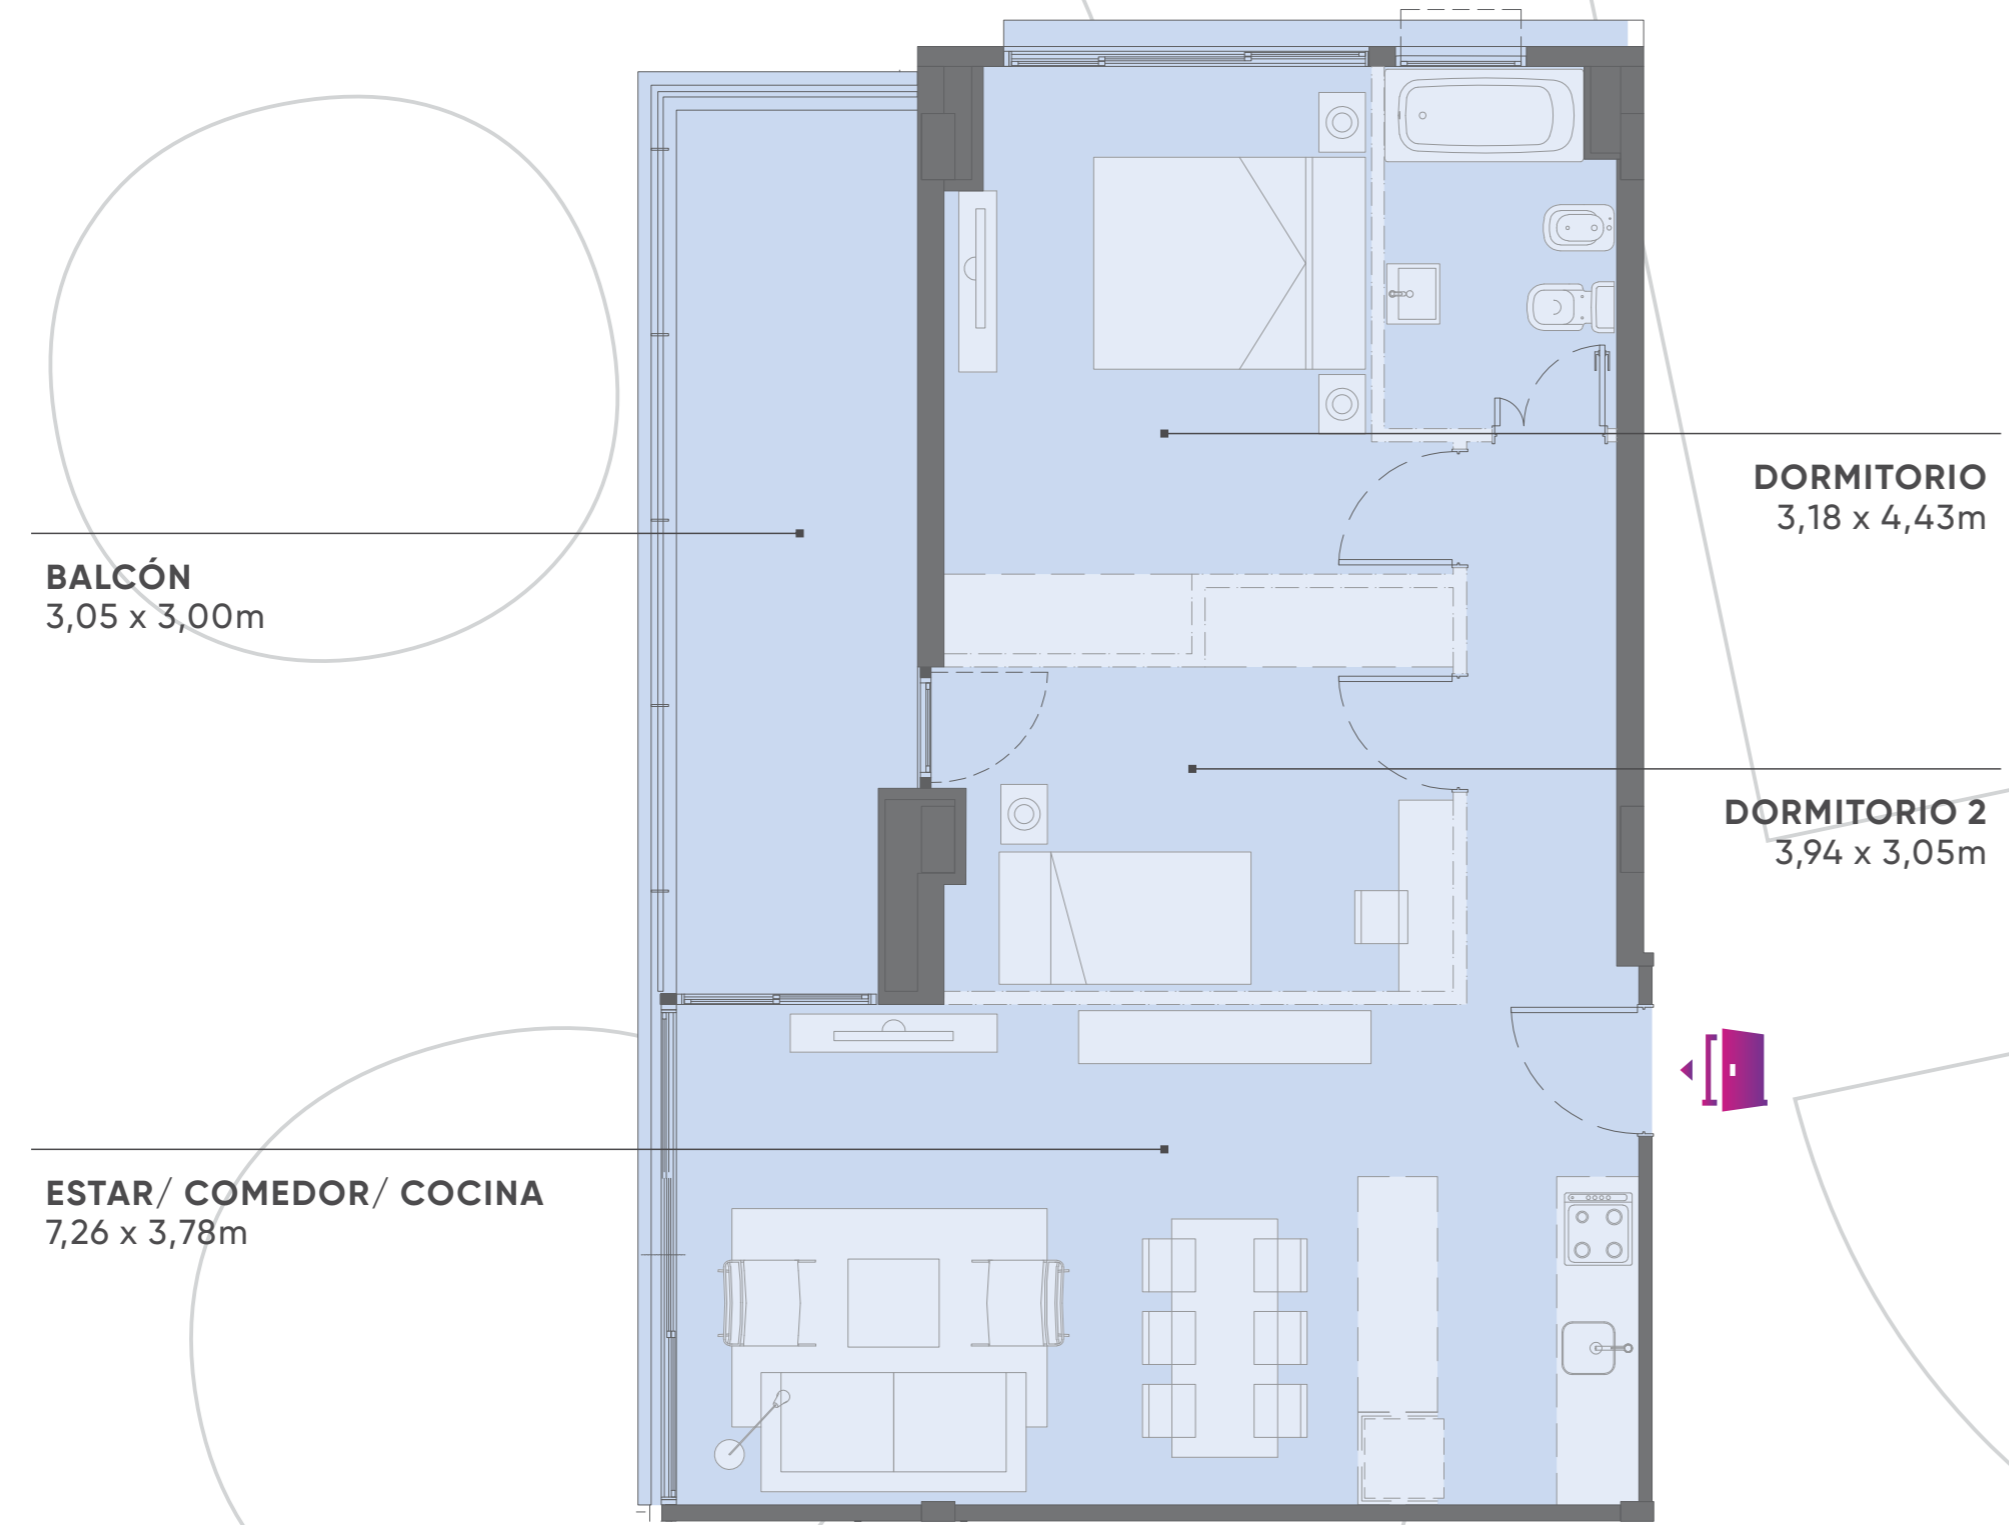 DORMITORIO
3,18 x 4,43m
BALCÓN
3,05 x 3,00m
DORMITORIO 2
3,94 x 3,05m
ESTAR/ COMEDOR/ COCINA
7,26 x 3,78m